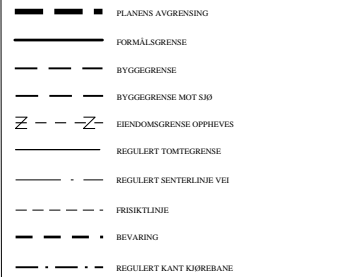 PLANENS AVGRENSING
FORMÅLSGRENSE
BYGGEGRENSE
BYGGEGRENSE MOT SJØ
EIENDOMSGRENSE OPPHEVES
REGULERT TOMTEGRENSE
REGULERT SENTERLINJE VEI
FRISIKTLINJE
BEVARING
REGULERT KANT KJØREBANE